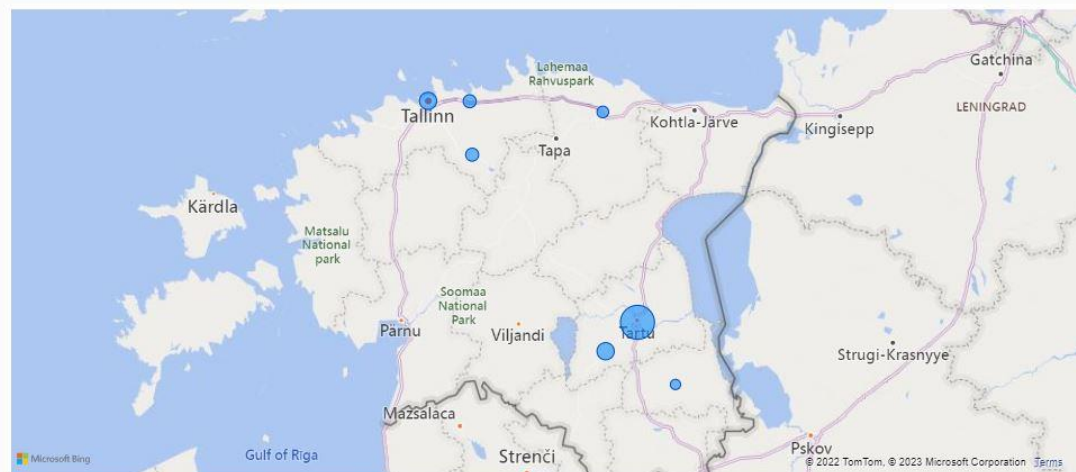 Gatchina
Lahemaa
Rahvuspark
LENINGRAD
Tallinn
Kohtla-Järve
Kingisepp
Tapa
Kärdla
Matsalu
National
park
Soomaa
National
Park
Pärnu
Viljandi
Tartu
Strugi-Krasnyye
Mazsalaca
Pskov
Gulf of Rīga
Strenči
Microsoft Bing
© 2022 TomTom, © 2023 Microsoft Corporation Terms